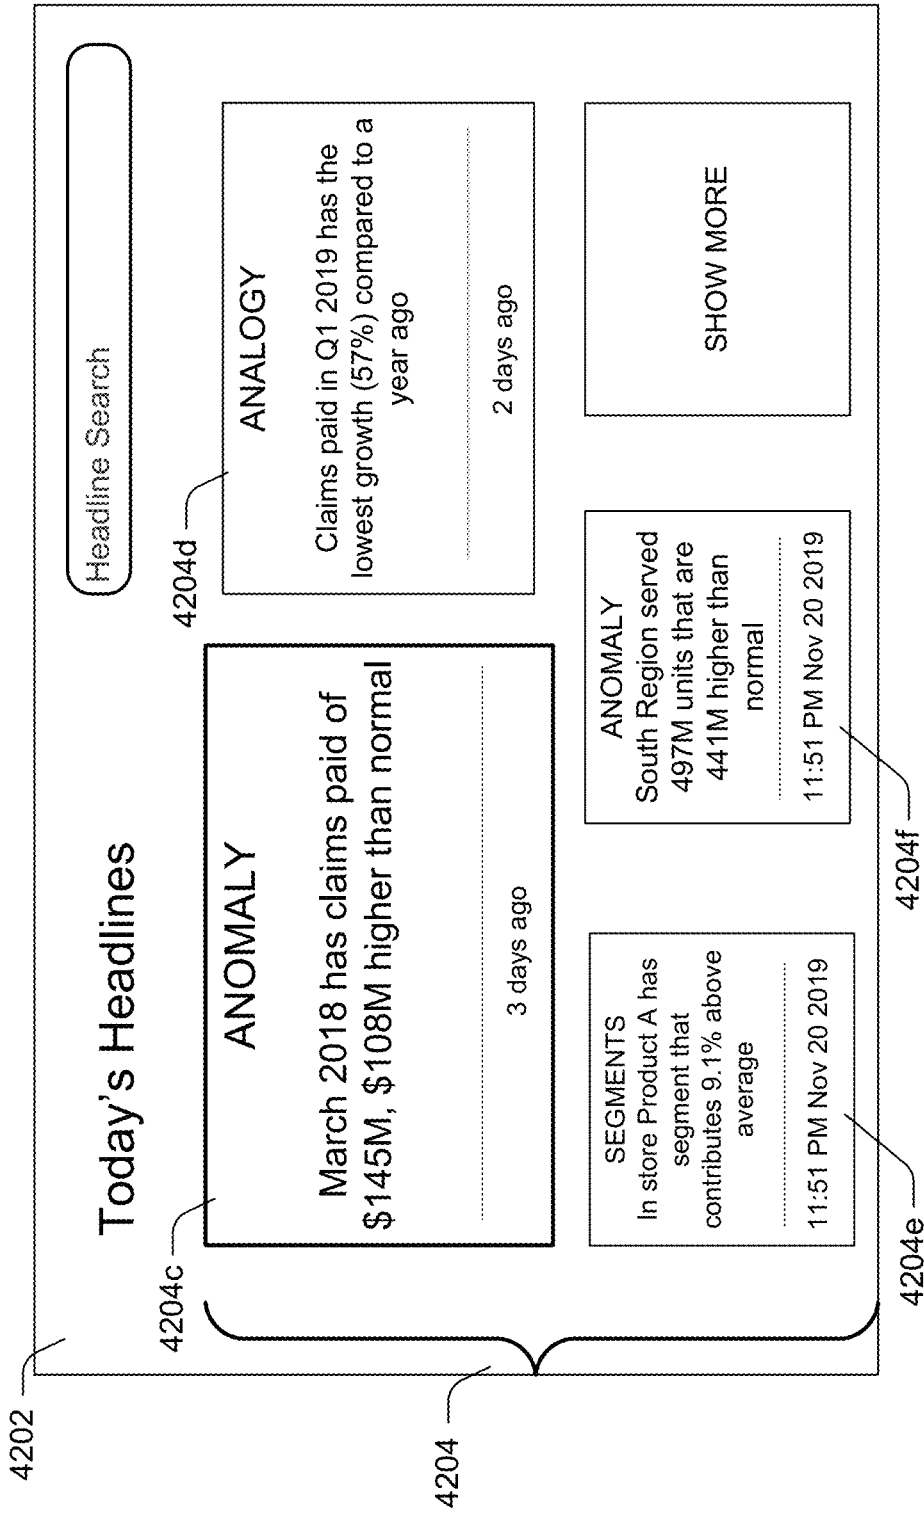 4202
Today's Headlines
Headline Search
4204
4204c
ANOMALY
March 2018 has claims paid of
$145M, $108M higher than normal
3 days ago
4204d
ANALOGY
Claims paid in Q1 2019 has the
lowest growth (57%) compared to a
year ago
2 days ago
SEGMENTS
In store Product A has
segment that
contributes 9.1% above
average
11:51 PM Nov 20 2019
4204e
ANOMALY
South Region served
497M units that are
441M higher than
normal
11:51 PM Nov 20 2019
4204f
SHOW MORE